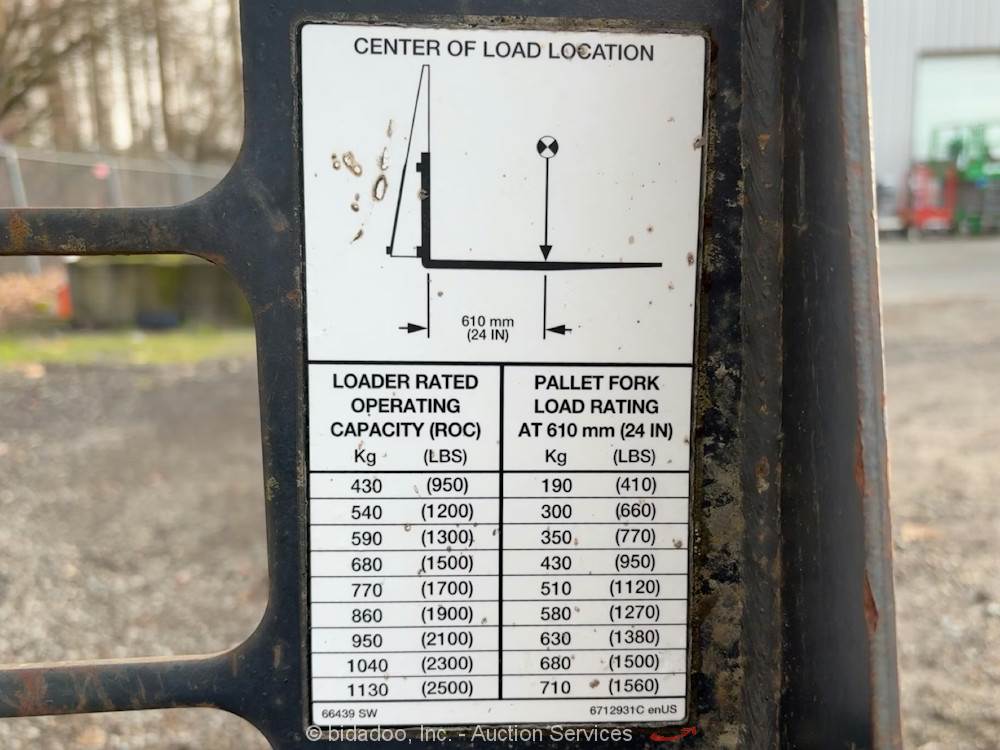 CENTER OF LOAD LOCATION
610 mm
(24 IN)
LOADER RATED
OPERATING
CAPACITY (ROC)
Kg (LBS)
PALLET FORK
LOAD RATING
AT 610 mm (24 IN)
Kg (LBS)
430 (950) 190 (410)
540 (1200) 300 (660)
590 (1300) 350 (770)
680 (1500) 430 (950)
770 (1700) 510 (1120)
860 (1900) 580 (1270)
950 (2100) 630 (1380)
1040 (2300) 680 (1500)
1130 (2500) 710 (1560)
66439 SW 6712931C enUS
© bidadoo, Inc. - Auction Services